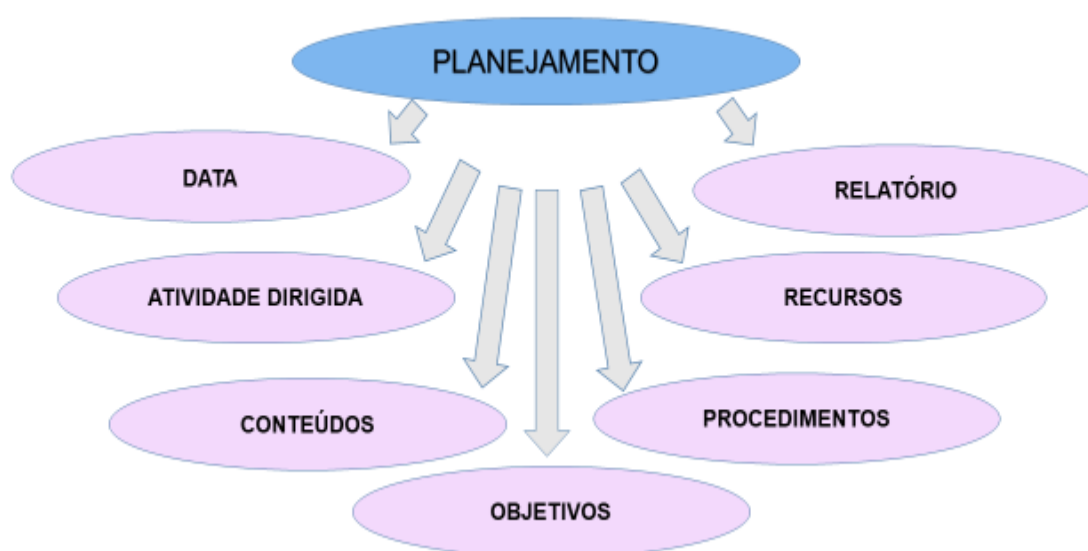 PLANEJAMENTO
DATA
RELATÓRIO
ATIVIDADE DIRIGIDA
RECURSOS
CONTEÚDOS
PROCEDIMENTOS
OBJETIVOS